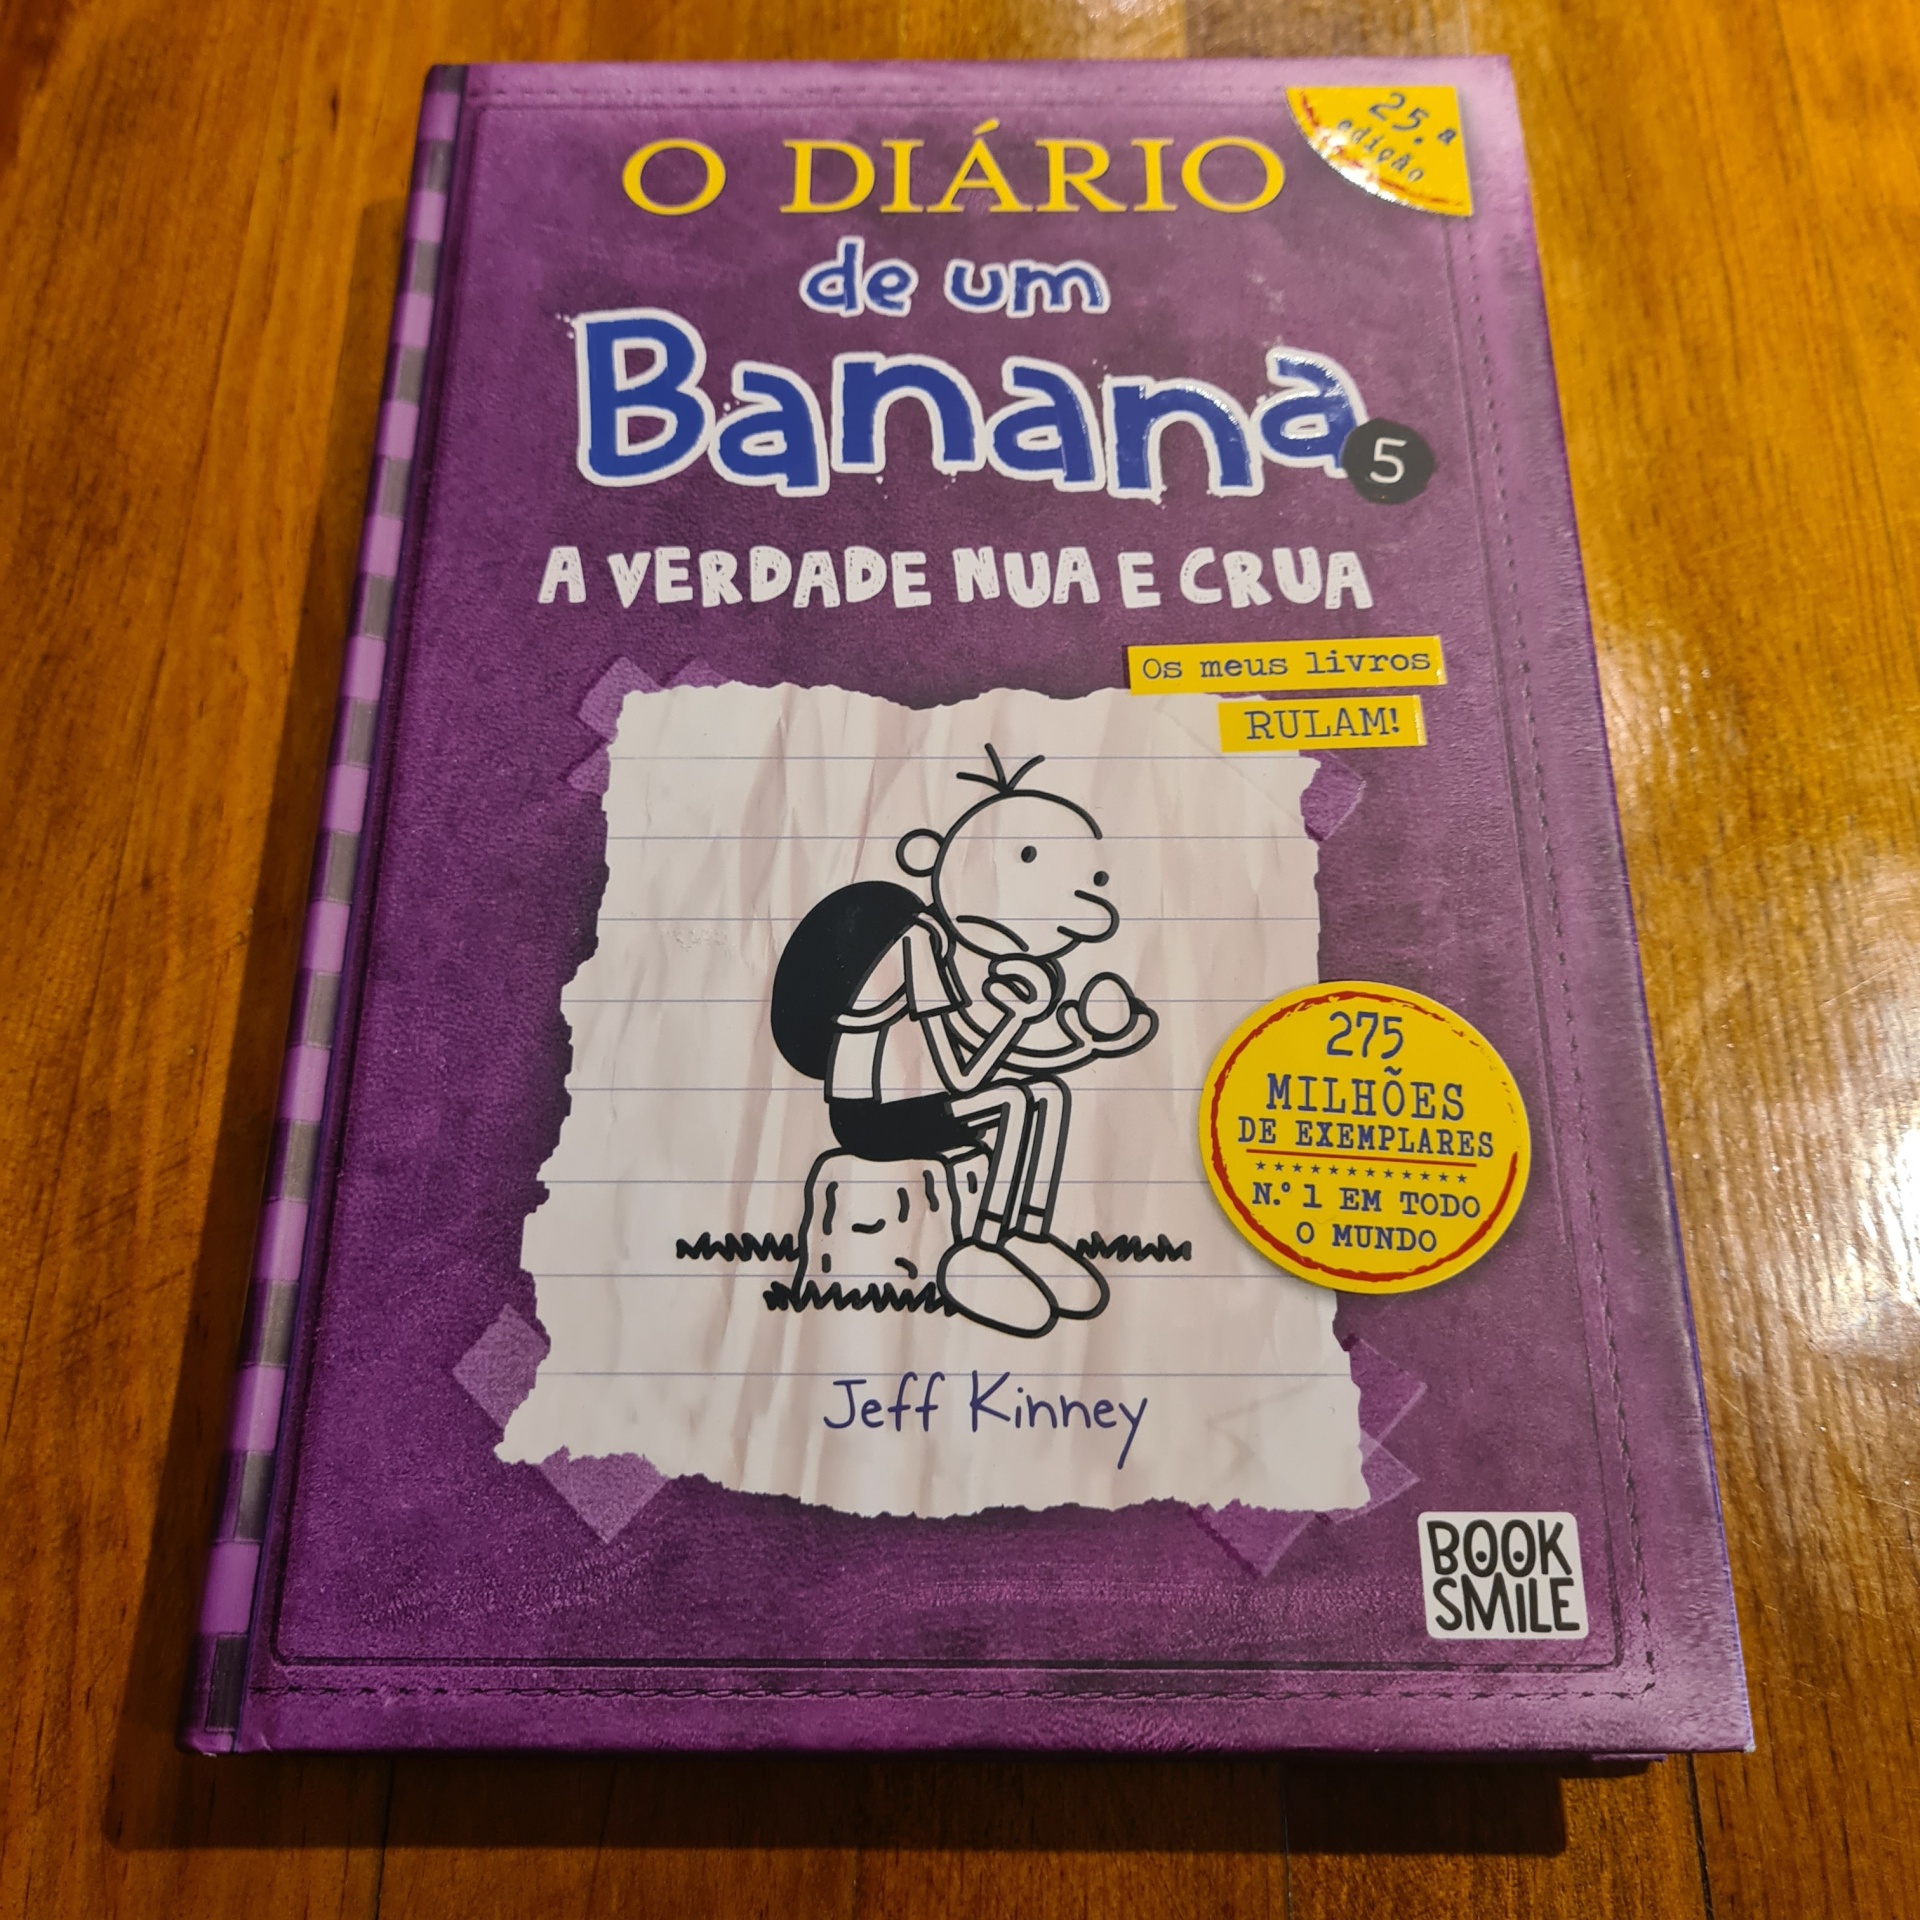 25.ª
edição
O DIÁRIO
de um
Banana
5
A VERDADE NUA E CRUA
Os meus livros
RULAM!
275
MILHÕES
DE EXEMPLARES
N.º 1 EM TODO
O MUNDO
Jeff Kinney
BOOK
SMILE